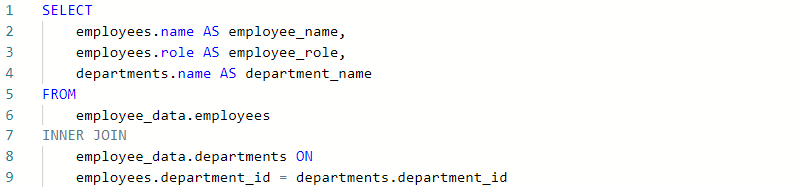 1 SELECT
2 employees.name AS employee_name,
3 employees.role AS employee_role,
4 departments.name AS department_name
5 FROM
6 employee_data.employees
7 INNER JOIN
8 employee_data.departments ON
9 employees.department_id = departments.department_id